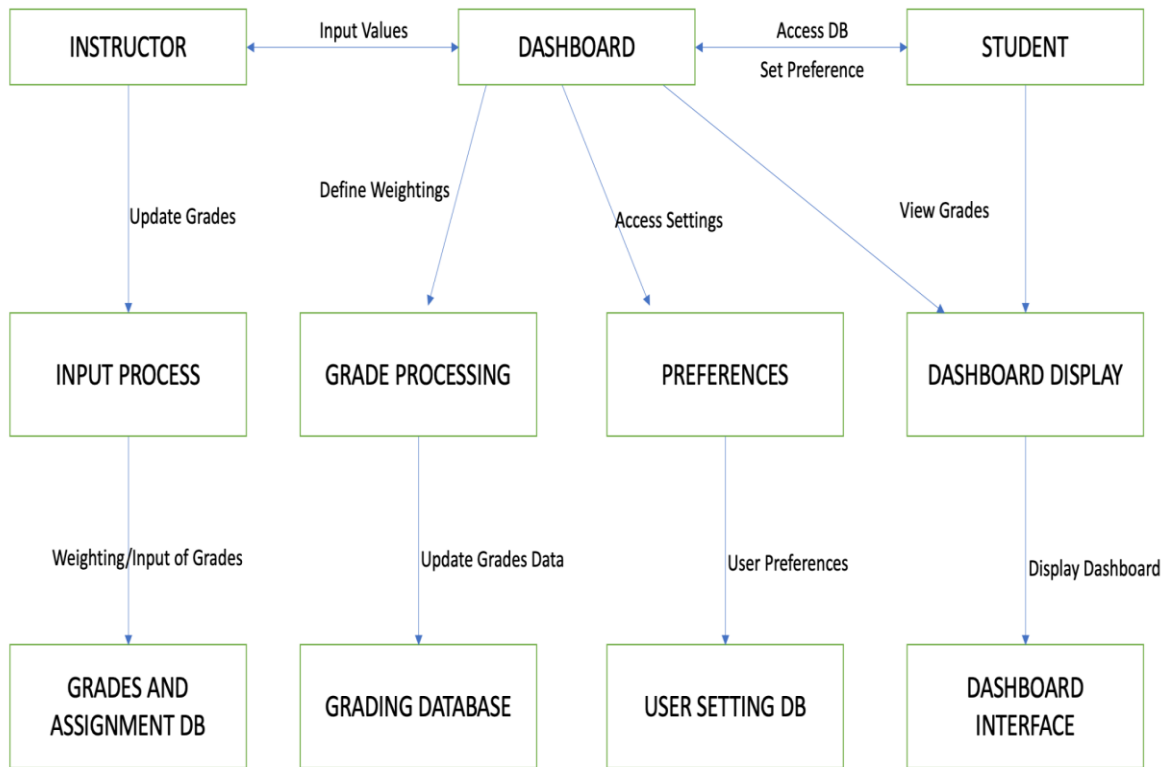 INSTRUCTOR
Input Values
DASHBOARD
Access DB
Set Preference
STUDENT
Update Grades
Define Weightings
Access Settings
View Grades
INPUT PROCESS
GRADE PROCESSING
PREFERENCES
DASHBOARD DISPLAY
Weighting/Input of Grades
Update Grades Data
User Preferences
Display Dashboard
GRADES AND
ASSIGNMENT DB
GRADING DATABASE
USER SETTING DB
DASHBOARD
INTERFACE